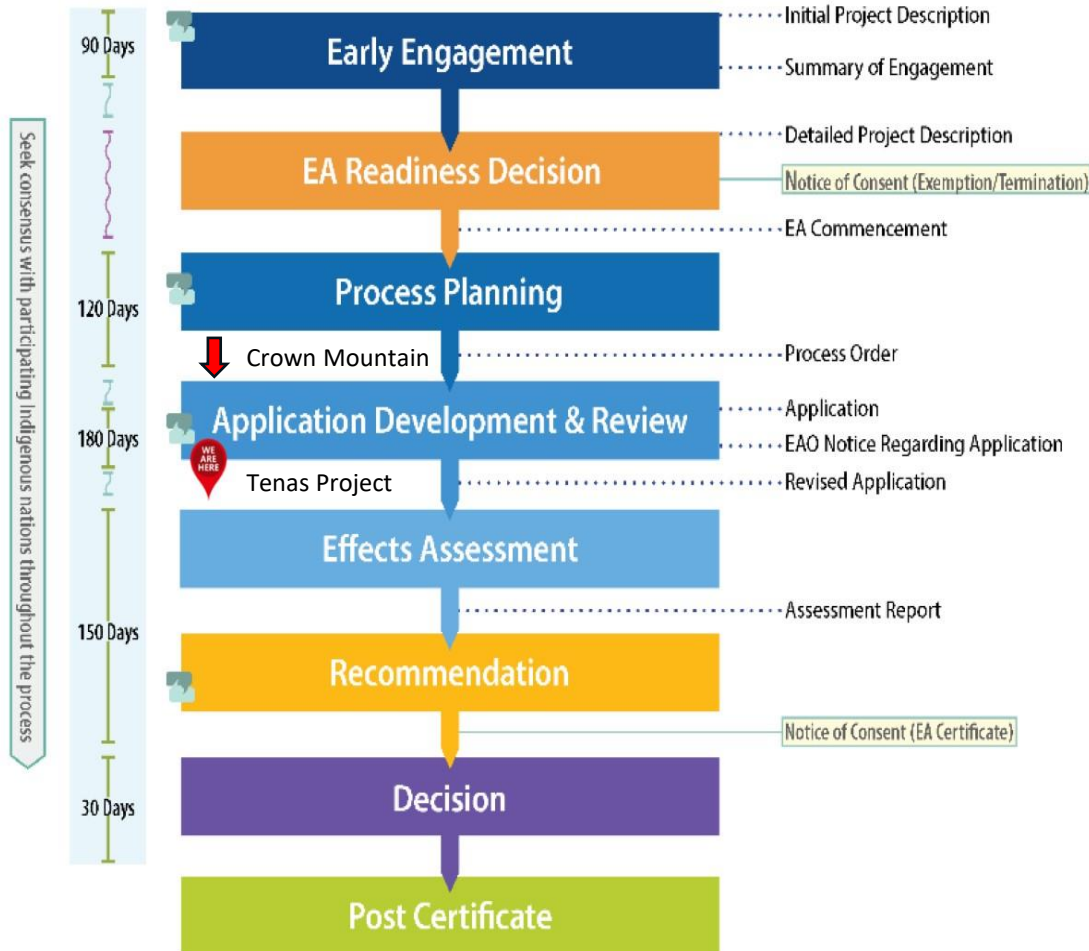 Initial Project Description
90 Days
Early Engagement
Summary of Engagement
Seek consensus with participating Indigenous nations throughout the process
Detailed Project Description
EA Readiness Decision
Notice of Consent (Exemption/Termination)
EA Commencement
120 Days
Process Planning
Crown Mountain
Process Order
Application Development & Review
Application
180 Days
EAO Notice Regarding Application
WE
ARE
HERE
Tenas Project
Revised Application
Effects Assessment
Assessment Report
150 Days
Recommendation
Notice of Consent (EA Certificate)
Decision
30 Days
Post Certificate